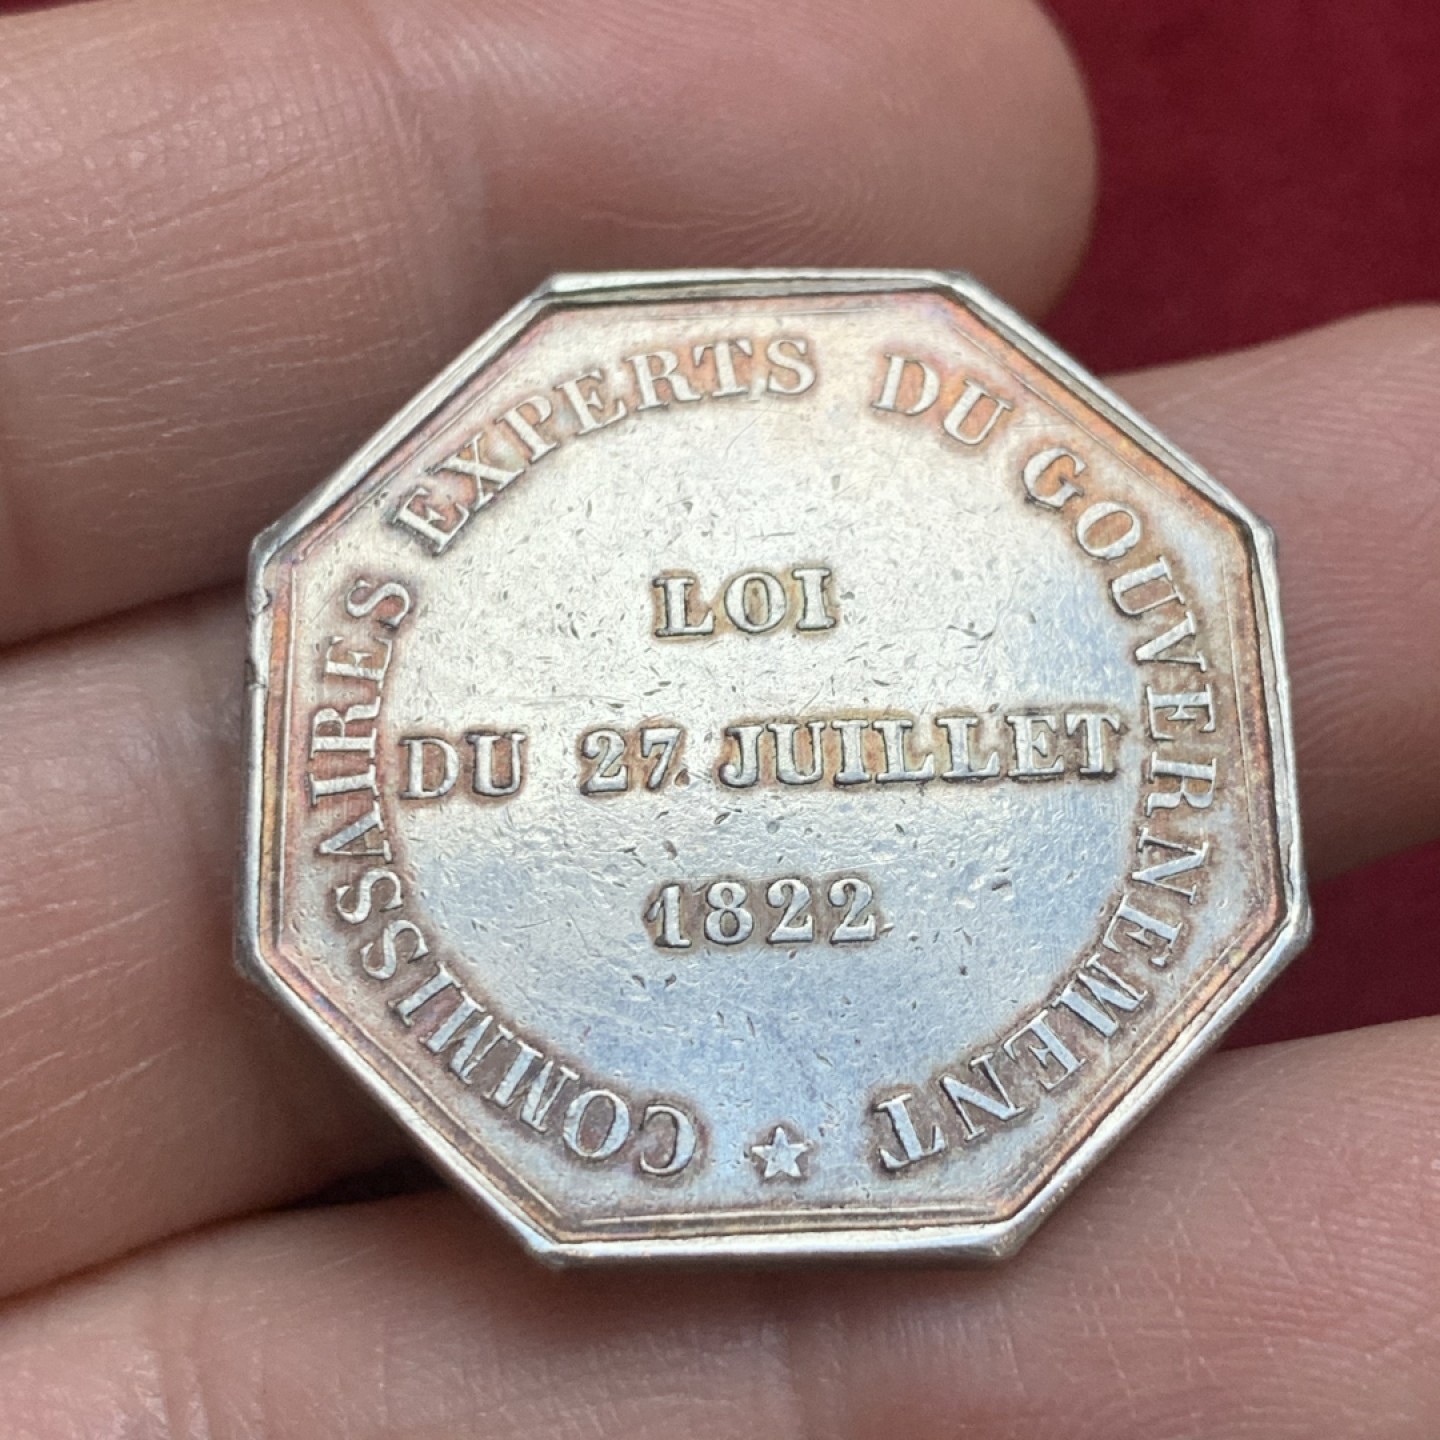 COMMISSAIRES EXPERTS DU GOUVERNEMENT
LOI
DU 27 JUILLET
1822